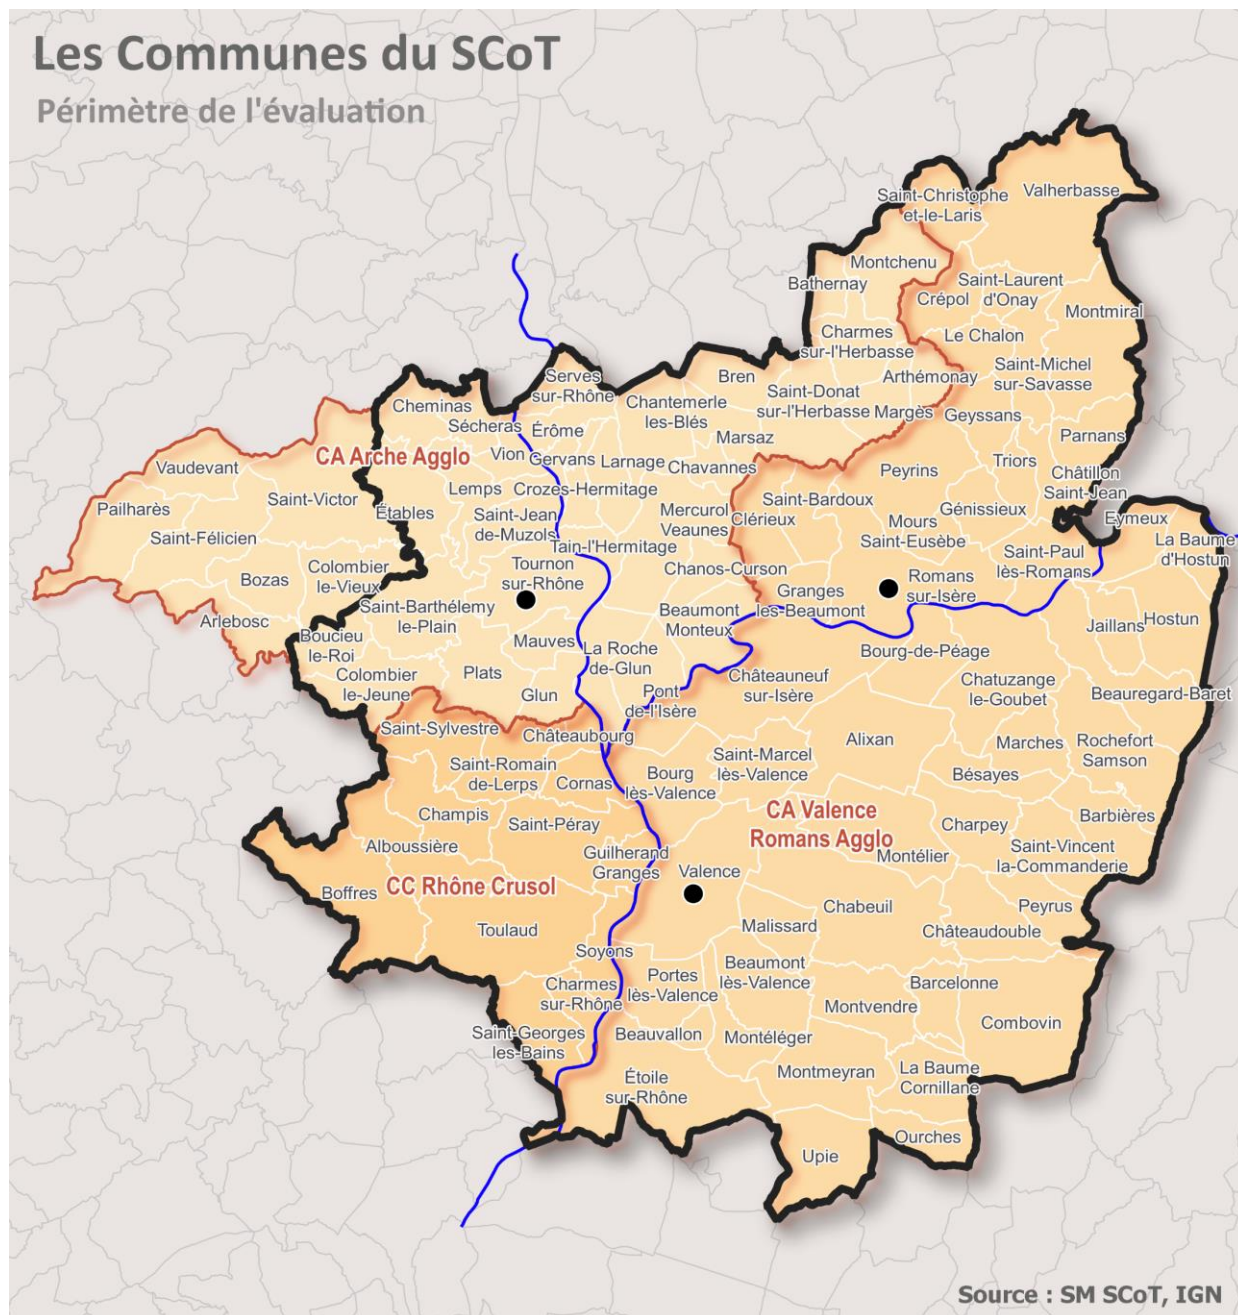 Les Communes du SCoT
Périmètre de l'évaluation
Saint-Christophe
et-le-Laris
Valherbasse
Montchenu
Bathernay
Crépol
Saint-Laurent
d'Onay
Montmiral
Charmes
sur-l'Herbasse
Le Chalon
Serves
sur-Rhône
Bren
Arthémonay
Saint-Michel
sur-Savasse
Cheminas
Chantemerle
les-Blés
Saint-Donat
sur-l'Herbasse
Margès
Geyssans
Sécheras
Érôme
Marsaz
Parnans
CA Arche Agglo
Vion
Gervans
Larnage
Chavannes
Triors
Vaudevant
Peyrins
Châtillon
Saint-Jean
Saint-Victor
Lemps
Crozes-Hermitage
Saint-Bardoux
Pailharès
Étables
Saint-Jean
de-Muzols
Mercurol
Veaunes
Clérieux
Génissieux
Eymeux
Saint-Félicien
Tain-l'Hermitage
Mours
Saint-Eusèbe
Saint-Paul
lès-Romans
La Baume
d'Hostun
Bozas
Colombier
le-Vieux
Tournon
sur-Rhône
Chanos-Curson
Granges
les-Beaumont
Romans
sur-Isère
Arlebosc
Saint-Barthélemy
le-Plain
Beaumont
Monteux
Jaillans
Hostun
Boucieu
le-Roi
Mauves
La Roche
de-Glun
Bourg-de-Péage
Colombier
le-Jeune
Plats
Glun
Pont
de-l'Isère
Châteauneuf
sur-Isère
Chatuzange
le-Goubet
Beauregard-Baret
Saint-Sylvestre
Châteaubourg
Alixan
Marches
Rochefort
Samson
Saint-Romain
de-Lerps
Cornas
Bourg
lès-Valence
Saint-Marcel
lès-Valence
Bésayes
Champis
Saint-Péray
CA Valence
Romans Agglo
Charpey
Barbières
Alboussière
Guilherand
Granges
Montélier
Saint-Vincent
la-Commanderie
CC Rhône Crusol
Valence
Boffres
Chabeuil
Peyrus
Toulaud
Malissard
Châteaudouble
Soyons
Portes
lès-Valence
Beaumont
lès-Valence
Barcelonne
Charmes
sur-Rhône
Montvendre
Combovin
Saint-Georges
les-Bains
Beauvallon
Montéléger
Étoile
sur-Rhône
Montmeyran
La Baume
Cornillane
Ourches
Upie
Source : SM SCoT, IGN